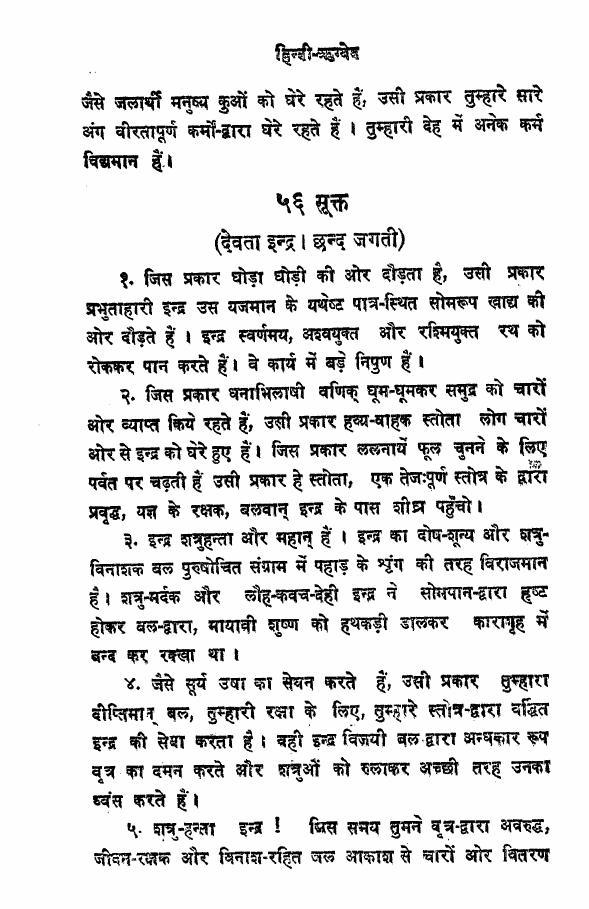 हिन्दी-ऋग्वेद
जैसे जलार्थी मनुष्य कुओं को घेरे रहते हैं, उसी प्रकार तुम्हारे सारे
अंग वीरतापूर्ण कर्मों-द्वारा घेरे रहते हैं । तुम्हारी देह में अनेक कर्म
विद्यमान हैं।
५६ सूक्त
(देवता इन्द्र। छन्द जगती)
१. जिस प्रकार घोड़ा घोड़ी की ओर दौड़ता है, उसी प्रकार
प्रभुताहारी इन्द्र उस यजमान के यथेष्ट पात्र-स्थित सोमरूप खाद्य की
ओर दौड़ते हैं । इन्द्र स्वर्णमय, अश्वयुक्त और रश्मियुक्त रथ को
रोककर पान करते हैं। वे कार्य में बड़े निपुण हैं ।
२. जिस प्रकार धनाभिलाषी वणिक् घूम-घूमकर समुद्र को चारों
ओर व्याप्त किये रहते हैं, उसी प्रकार हव्य-वाहक स्तोता लोग चारों
ओर से इन्द्र को घेरे हुए हैं। जिस प्रकार ललनायें फूल चुनने के लिए
पर्वत पर चढ़ती हैं उसी प्रकार हे स्तोता, एक तेजःपूर्ण स्तोत्र के द्वारा
प्रवृद्ध, यज्ञ के रक्षक, बलवान् इन्द्र के पास शीघ्र पहुँचो।
३. इन्द्र शत्रुहन्ता और महान् हैं । इन्द्र का दोष-शून्य और शत्रु-
विनाशक बल पुरुषोचित संग्राम में पहाड़ के शृंग की तरह विराजमान
है। शत्रु-मर्दक और लौह-कवच-देही इन्द्र ने सोमपान-द्वारा हृष्ट
होकर बल-द्वारा, मायावी शुष्ण को हथकड़ी डालकर कारागृह में
बन्द कर रक्खा था ।
४. जैसे सूर्य उषा का सेवन करते हैं, उसी प्रकार तुम्हारा
दीप्तिमान् बल, तुम्हारी रक्षा के लिए, तुम्हारे स्तोत्र-द्वारा वर्द्धित
इन्द्र की सेवा करता है। वही इन्द्र विजयी बल द्वारा अन्धकार रूप
वृत्र का दमन करते और शत्रुओं को रुलाकर अच्छी तरह उनका
ध्वंस करते हैं।
५. शत्रु-हन्ता इन्द्र ! जिस समय तुमने वृत्र-द्वारा अवरुद्ध,
जीवन-रक्षक और विनाश-रहित जल आकाश से चारों ओर वितरण